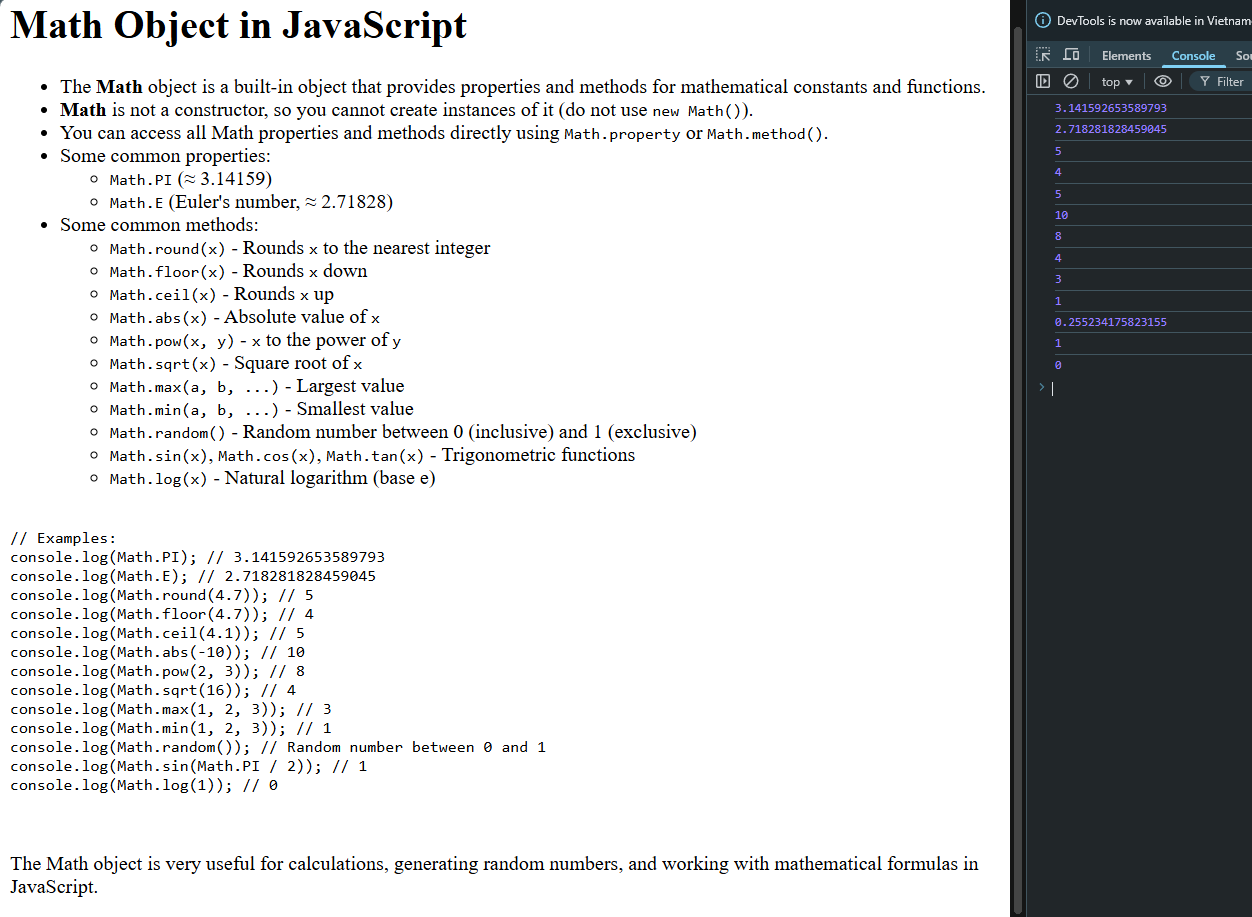 Math Object in JavaScript
The Math object is a built-in object that provides properties and methods for mathematical constants and functions.
Math is not a constructor, so you cannot create instances of it (do not use new Math()).
You can access all Math properties and methods directly using Math.property or Math.method().
Some common properties:
Math.PI (≈ 3.14159)
Math.E (Euler's number, ≈ 2.71828)
Some common methods:
Math.round(x) - Rounds x to the nearest integer
Math.floor(x) - Rounds x down
Math.ceil(x) - Rounds x up
Math.abs(x) - Absolute value of x
Math.pow(x, y) - x to the power of y
Math.sqrt(x) - Square root of x
Math.max(a, b, ...) - Largest value
Math.min(a, b, ...) - Smallest value
Math.random() - Random number between 0 (inclusive) and 1 (exclusive)
Math.sin(x), Math.cos(x), Math.tan(x) - Trigonometric functions
Math.log(x) - Natural logarithm (base e)
// Examples:
console.log(Math.PI); // 3.141592653589793
console.log(Math.E); // 2.718281828459045
console.log(Math.round(4.7)); // 5
console.log(Math.floor(4.7)); // 4
console.log(Math.ceil(4.1)); // 5
console.log(Math.abs(-10)); // 10
console.log(Math.pow(2, 3)); // 8
console.log(Math.sqrt(16)); // 4
console.log(Math.max(1, 2, 3)); // 3
console.log(Math.min(1, 2, 3)); // 1
console.log(Math.random()); // Random number between 0 and 1
console.log(Math.sin(Math.PI / 2)); // 1
console.log(Math.log(1)); // 0
The Math object is very useful for calculations, generating random numbers, and working with mathematical formulas in
JavaScript.
DevTools is now available in Vietnam
Elements Console Sou
top Filter
3.141592653589793
2.718281828459045
5
4
5
10
8
4
3
1
0.255234175823155
1
0